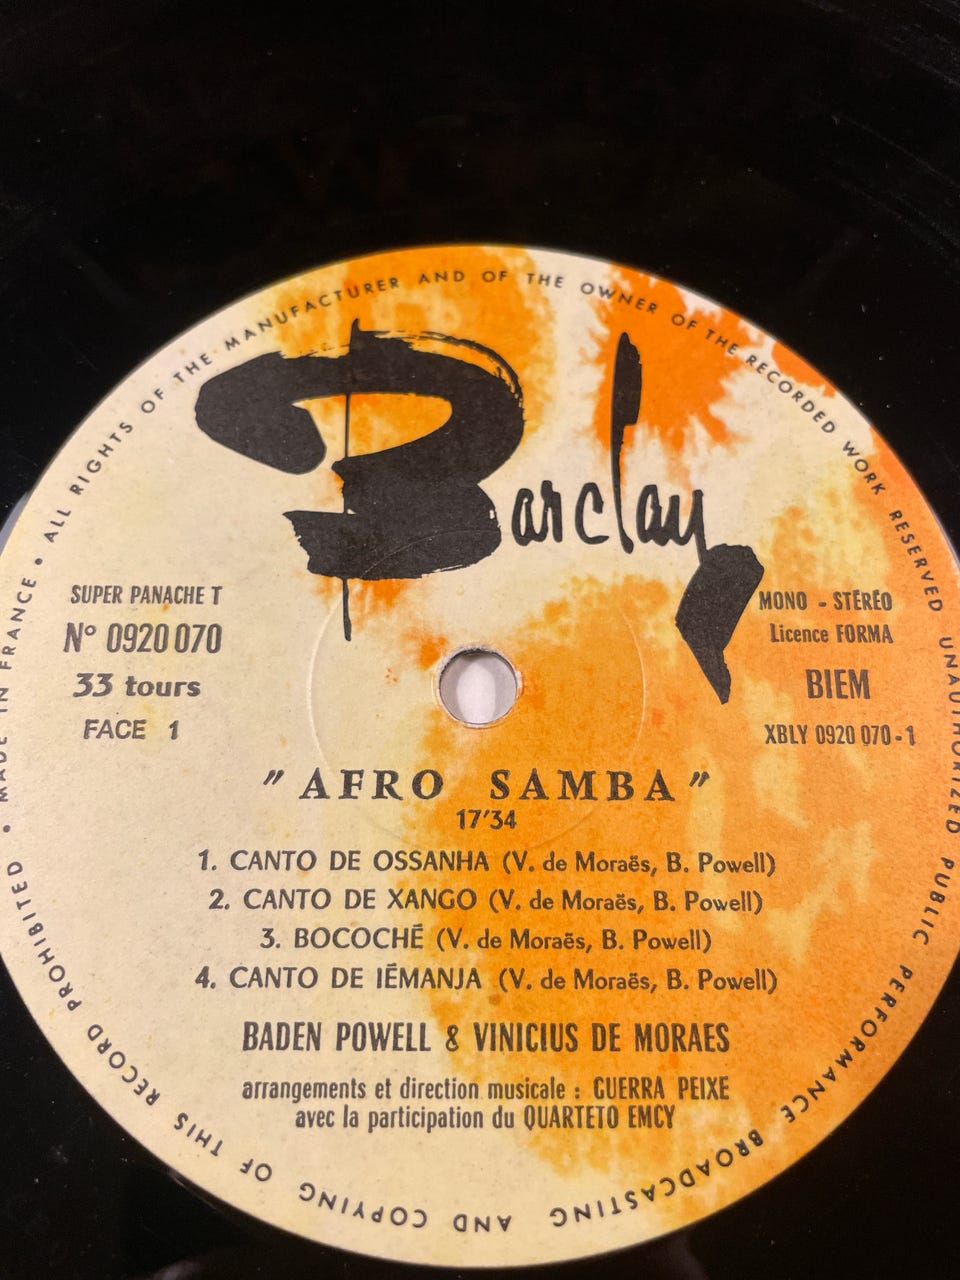 ALL RIGHTS OF THE MANUFACTURER AND OF THE OWNER OF THE RECORDED WORK RESERVED UNAUTHORIZED PUBLIC PERFORMANCE BROADCASTING AND COPYING OF THIS RECORD PROHIBITED • MADE IN FRANCE •
Barclay
SUPER PANACHE T
N° 0920 070
33 tours
FACE 1
MONO - STÉRÉO
Licence FORMA
BIEM
XBLY 0920 070 - 1
"AFRO SAMBA"
17'34
1. CANTO DE OSSANHA (V. de Moraës, B. Powell)
2. CANTO DE XANGO (V. de Moraës, B. Powell)
3. BOCOCHÉ (V. de Moraës, B. Powell)
4. CANTO DE IÉMANJA (V. de Moraës, B. Powell)
BADEN POWELL & VINICIUS DE MORAES
arrangements et direction musicale : GUERRA PEIXE
avec la participation du QUARTETO EMCY